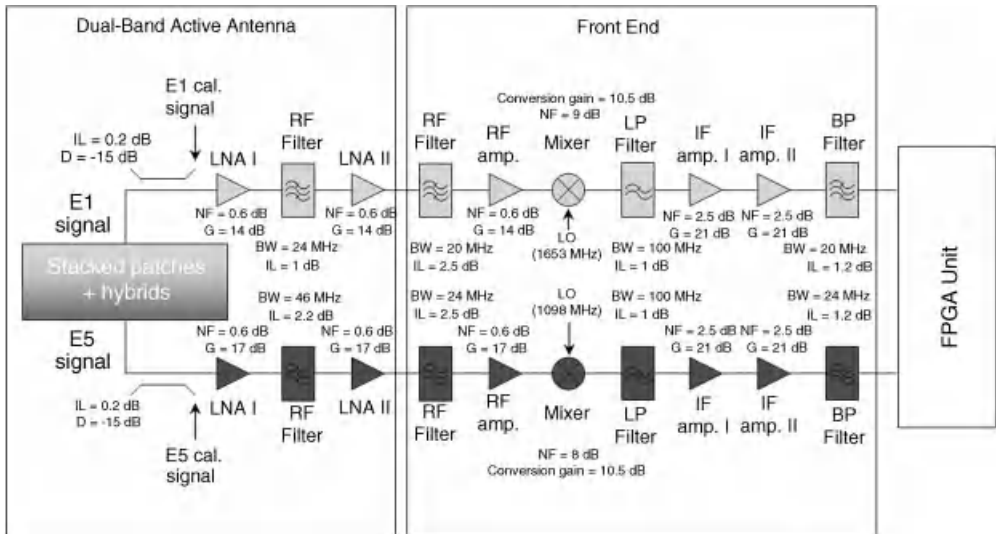 Dual-Band Active Antenna
Front End
E1 cal.
signal
IL = 0.2 dB
D = -15 dB
LNA I
RF
Filter
LNA II
E1
signal
NF = 0.6 dB
G = 14 dB
NF = 0.6 dB
G = 14 dB
BW = 24 MHz
IL = 1 dB
Conversion gain = 10.5 dB
NF = 9 dB
RF
Filter
RF
amp.
Mixer
LP
Filter
IF
amp. I
IF
amp. II
BP
Filter
NF = 0.6 dB
G = 14 dB
NF = 2.5 dB
G = 21 dB
NF = 2.5 dB
G = 21 dB
BW = 20 MHz
IL = 2.5 dB
LO
(1653 MHz)
BW = 100 MHz
IL = 1 dB
BW = 20 MHz
IL = 1.2 dB
Stacked patches
+ hybrids
BW = 46 MHz
IL = 2.2 dB
BW = 24 MHz
IL = 2.5 dB
LO
(1098 MHz)
BW = 100 MHz
IL = 1 dB
BW = 24 MHz
IL = 1.2 dB
E5
signal
NF = 0.6 dB
G = 17 dB
NF = 0.6 dB
G = 17 dB
NF = 0.6 dB
G = 17 dB
NF = 2.5 dB
G = 21 dB
NF = 2.5 dB
G = 21 dB
IL = 0.2 dB
D = -15 dB
LNA I
RF
Filter
LNA II
RF
Filter
RF
amp.
Mixer
LP
Filter
IF
amp. I
IF
amp. II
BP
Filter
E5 cal.
signal
NF = 8 dB
Conversion gain = 10.5 dB
FPGA Unit